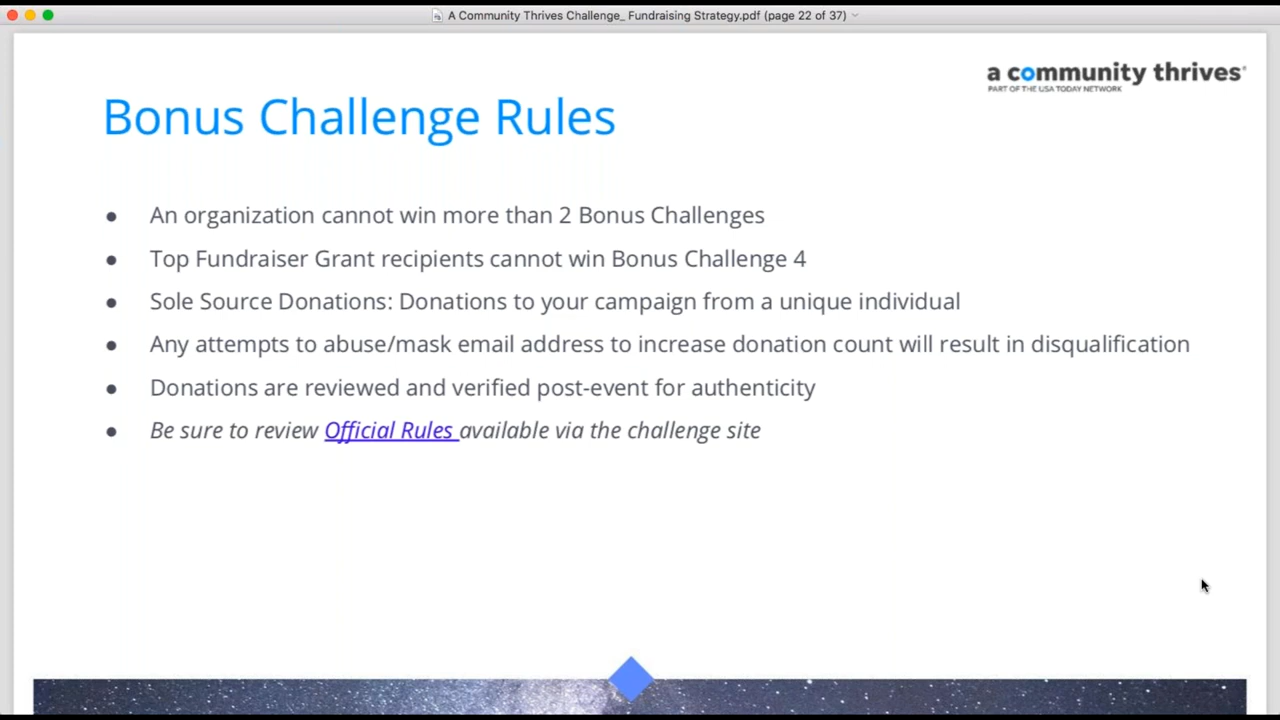 A Community Thrives Challenge_ Fundraising Strategy.pdf (page 22 of 37)
a community thrives
PART OF THE USA TODAY NETWORK
Bonus Challenge Rules
● An organization cannot win more than 2 Bonus Challenges
● Top Fundraiser Grant recipients cannot win Bonus Challenge 4
● Sole Source Donations: Donations to your campaign from a unique individual
● Any attempts to abuse/mask email address to increase donation count will result in disqualification
● Donations are reviewed and verified post-event for authenticity
● Be sure to review Official Rules available via the challenge site